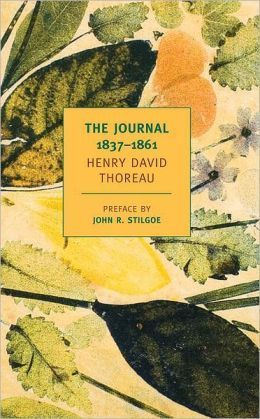 THE JOURNAL
1837–1861
HENRY DAVID
THOREAU
PREFACE BY
JOHN R. STILGOE